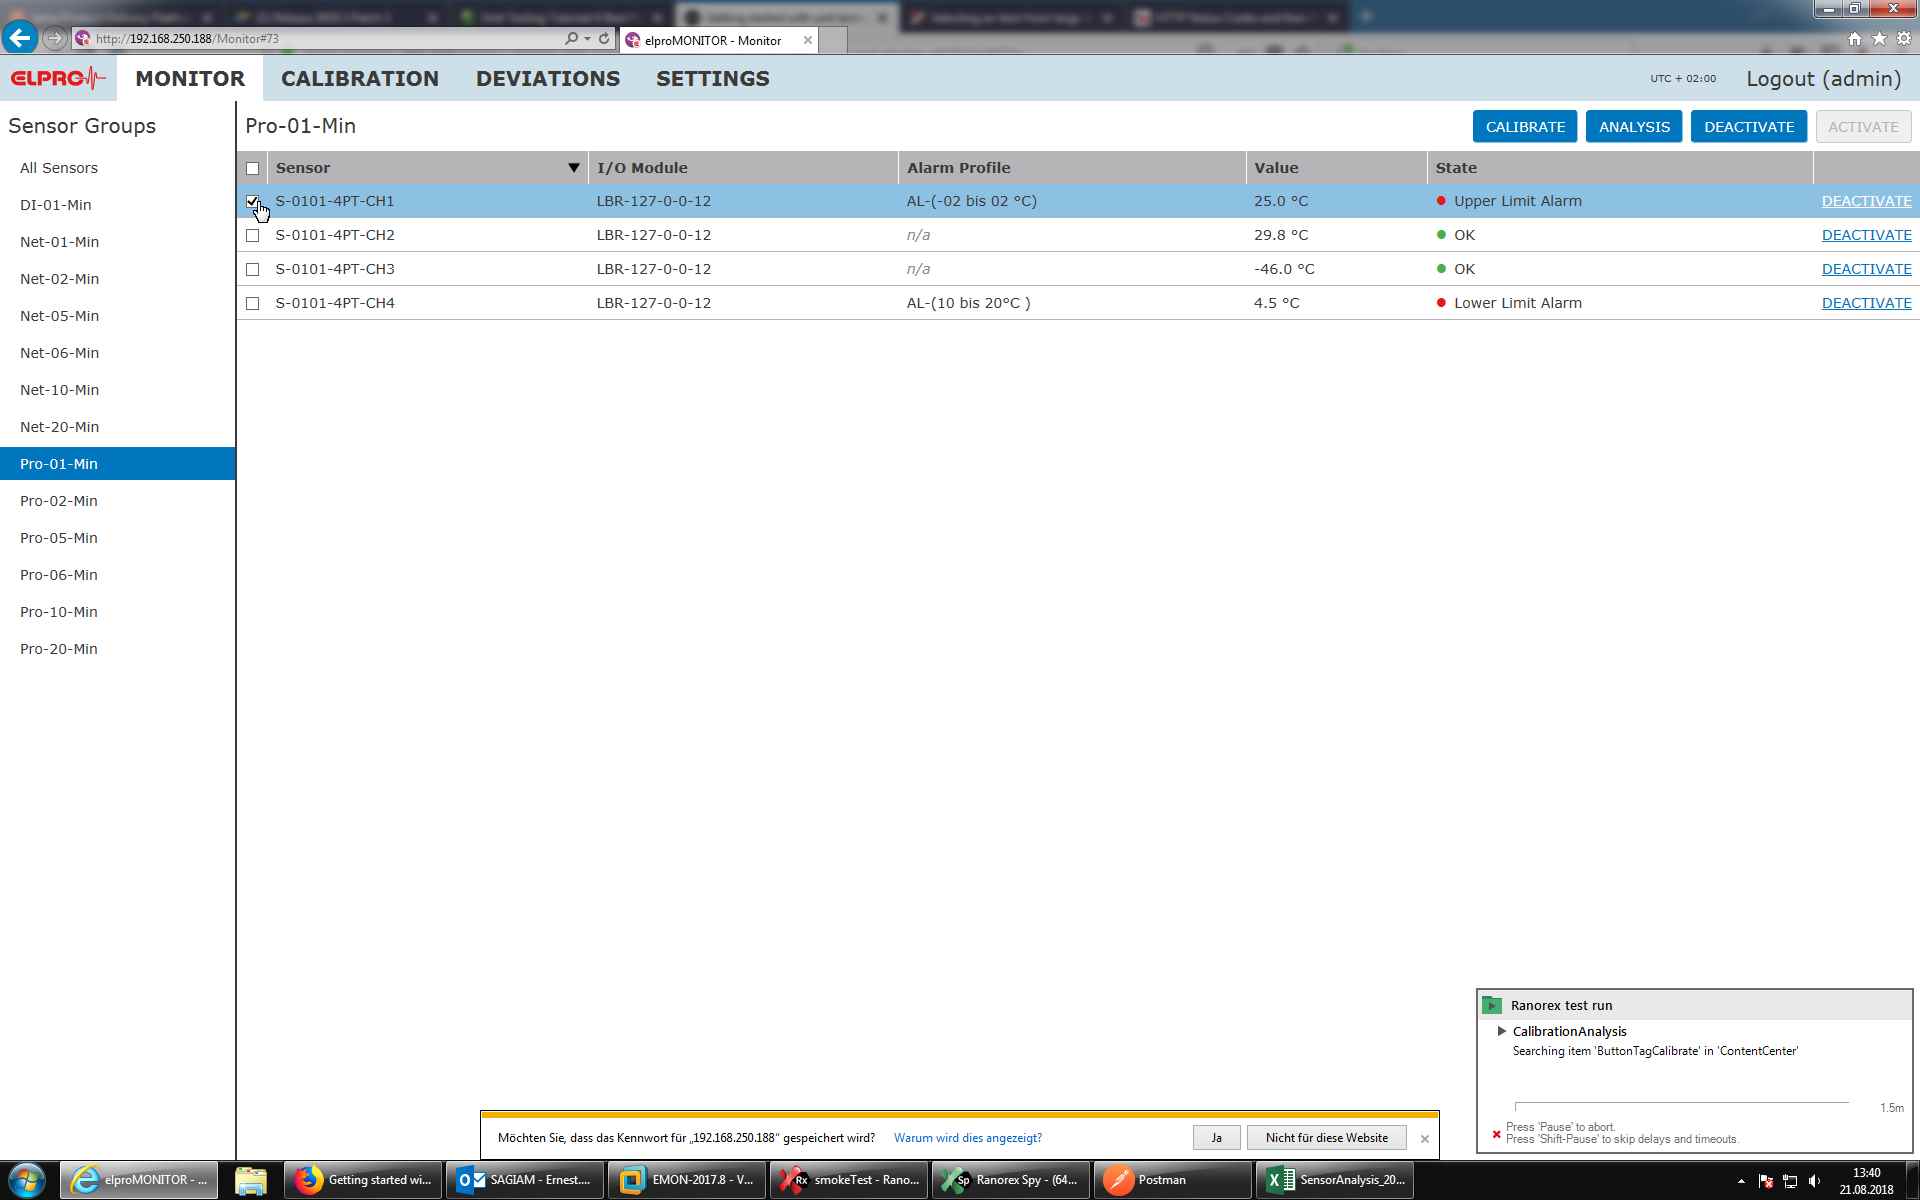 http://192.168.250.188/Monitor#73
elproMONITOR - Monitor
ELPRO
MONITOR
CALIBRATION
DEVIATIONS
SETTINGS
UTC + 02:00
Logout (admin)
Sensor Groups
All Sensors
DI-01-Min
Net-01-Min
Net-02-Min
Net-05-Min
Net-06-Min
Net-10-Min
Net-20-Min
Pro-01-Min
Pro-02-Min
Pro-05-Min
Pro-06-Min
Pro-10-Min
Pro-20-Min
Pro-01-Min
CALIBRATE
ANALYSIS
DEACTIVATE
ACTIVATE
Sensor I/O Module Alarm Profile Value State
S-0101-4PT-CH1 LBR-127-0-0-12 AL-(-02 bis 02 °C) 25.0 °C Upper Limit Alarm DEACTIVATE
S-0101-4PT-CH2 LBR-127-0-0-12 n/a 29.8 °C OK DEACTIVATE
S-0101-4PT-CH3 LBR-127-0-0-12 n/a -46.0 °C OK DEACTIVATE
S-0101-4PT-CH4 LBR-127-0-0-12 AL-(10 bis 20°C ) 4.5 °C Lower Limit Alarm DEACTIVATE
Ranorex test run
CalibrationAnalysis
Searching item 'ButtonTagCalibrate' in 'ContentCenter'
1.5m
Press 'Pause' to abort.
Press 'Shift-Pause' to skip delays and timeouts.
Möchten Sie, dass das Kennwort für „192.168.250.188“ gespeichert wird? Warum wird dies angezeigt? Ja Nicht für diese Website
elproMONITOR - ...
Getting started wi...
SAGIAM - Ernest....
EMON-2017.8 - V...
smokeTest - Rano...
Ranorex Spy - (64...
Postman
SensorAnalysis_20...
13:40
21.08.2018